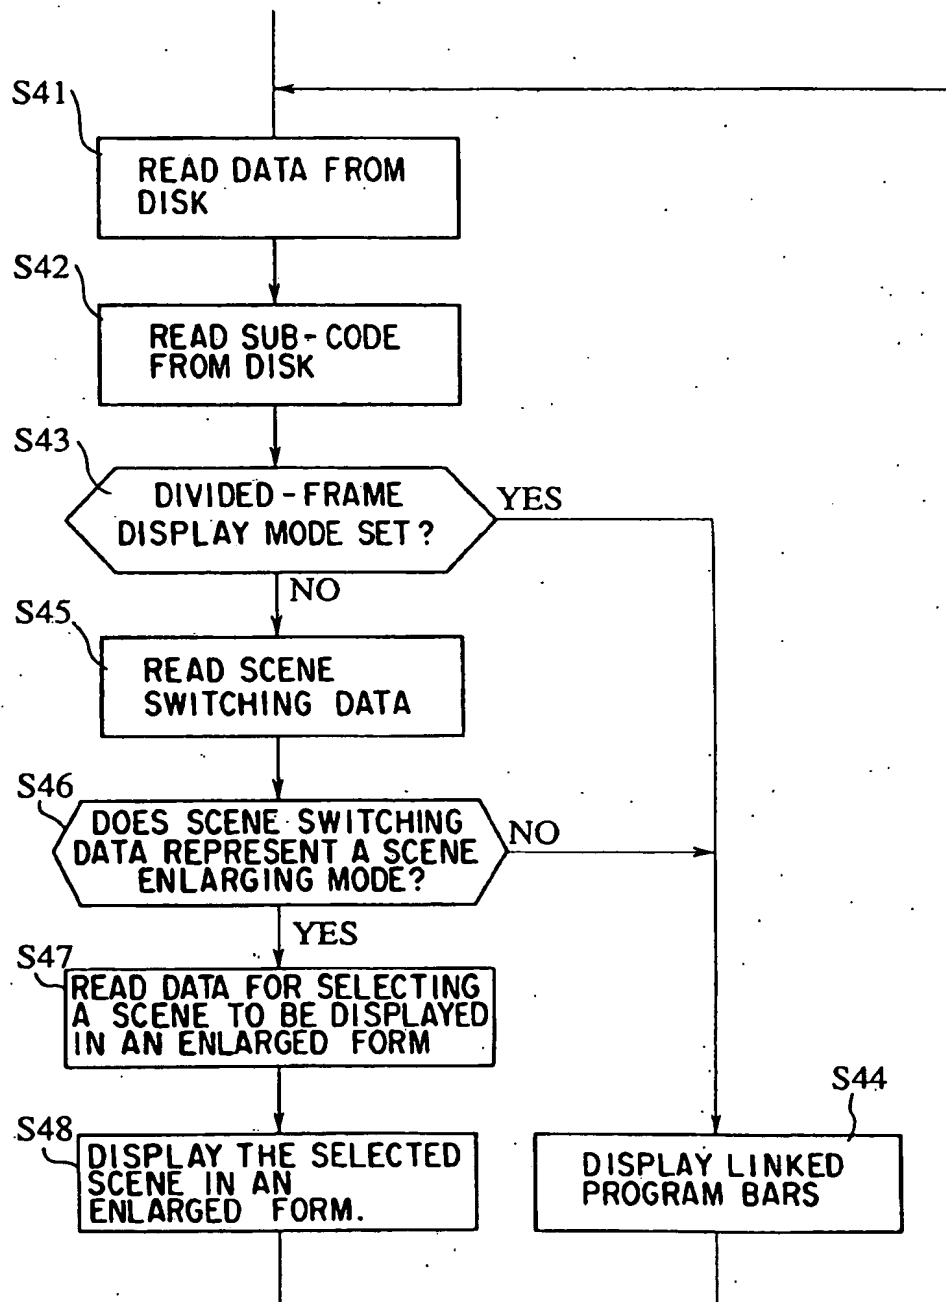 S41
READ DATA FROM
DISK
S42
READ SUB-CODE
FROM DISK
S43
DIVIDED-FRAME
DISPLAY MODE SET?
YES
NO
S45
READ SCENE
SWITCHING DATA
S46
DOES SCENE SWITCHING
DATA REPRESENT A SCENE
ENLARGING MODE?
NO
YES
S47
READ DATA FOR SELECTING
A SCENE TO BE DISPLAYED
IN AN ENLARGED FORM
S48
DISPLAY THE SELECTED
SCENE IN AN
ENLARGED FORM.
S44
DISPLAY LINKED
PROGRAM BARS